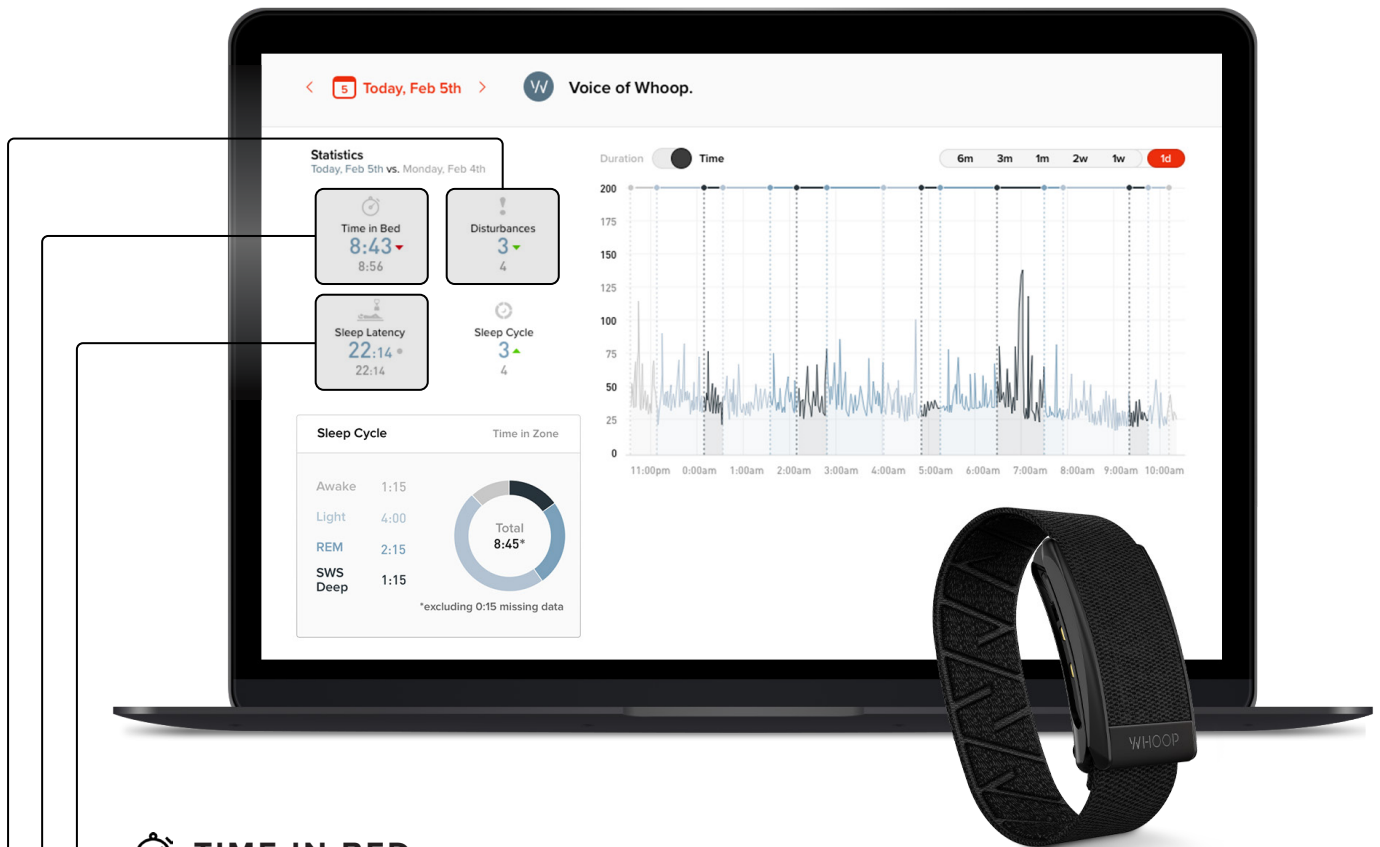 5 Today, Feb 5th
Voice of Whoop.
Statistics
Today, Feb 5th vs. Monday, Feb 4th
Time in Bed
8:43
8:56
Disturbances
3
4
Sleep Latency
22:14
22:14
Sleep Cycle
3
4
Sleep Cycle Time in Zone
Awake 1:15
Light 4:00
REM 2:15
SWS
Deep 1:15
Total
8:45*
*excluding 0:15 missing data
Duration Time
6m 3m 1m 2w 1w 1d
200
175
150
125
100
75
50
25
0
11:00pm 0:00am 1:00am 2:00am 3:00am 4:00am 5:00am 6:00am 7:00am 8:00am 9:00am 10:00am
WHOOP
TIME IN BED